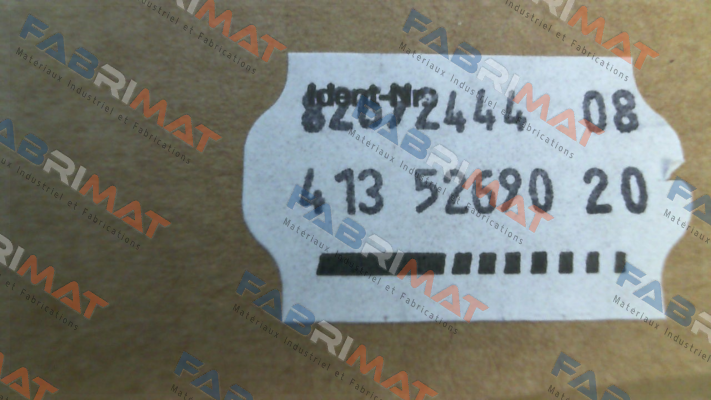 Ident-Nr.
82672444 08
413 52690 20
FABRIMAT
Materiaux Industriel et Fabrications